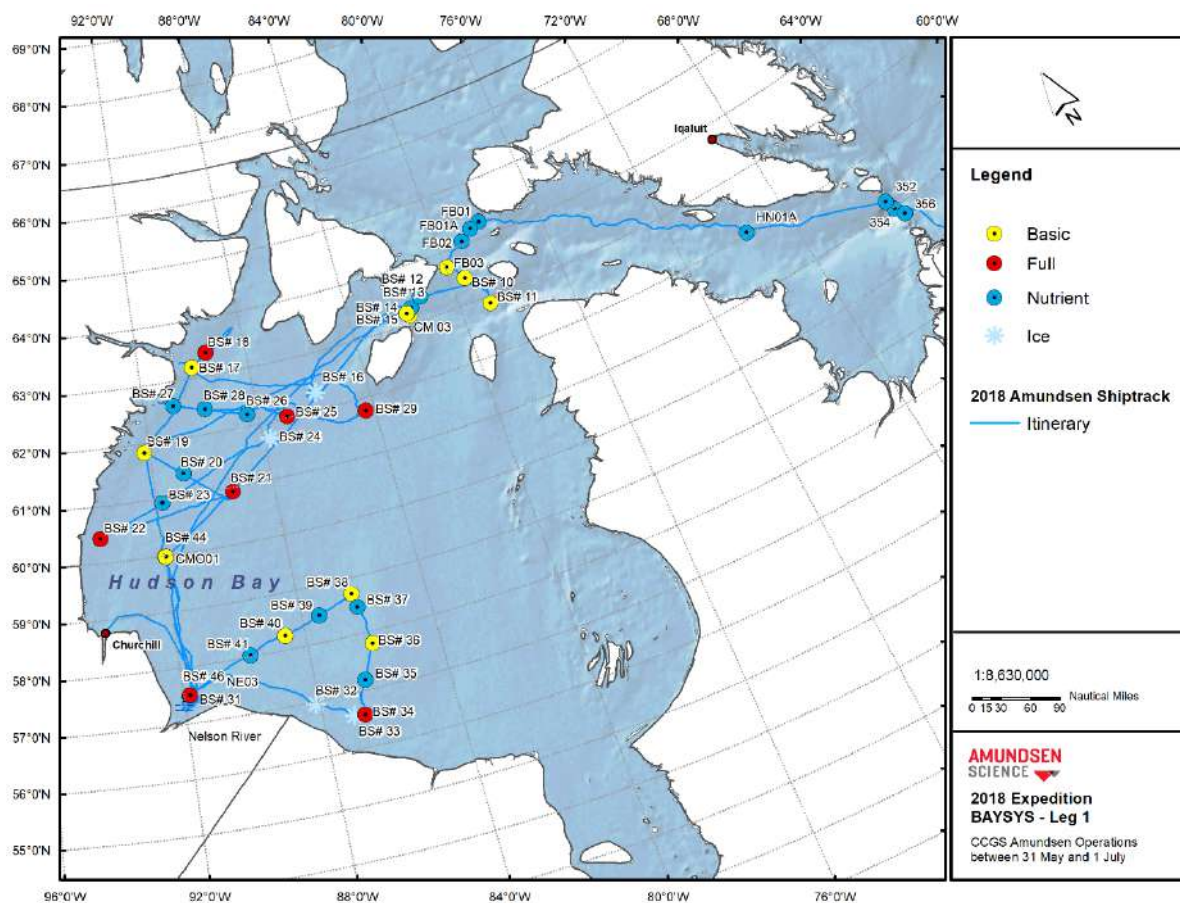 92°0'W
88°0'W
84°0'W
80°0'W
76°0'W
72°0'W
68°0'W
64°0'W
60°0'W
69°0'N
68°0'N
67°0'N
66°0'N
65°0'N
64°0'N
63°0'N
62°0'N
61°0'N
60°0'N
59°0'N
58°0'N
57°0'N
56°0'N
55°0'N
54°0'N
96°0'W
92°0'W
88°0'W
84°0'W
80°0'W
76°0'W
Iqaluit
352
356
354
HN01A
FB01
FB01A
FB02
FB03
BS# 12
BS# 10
BS# 13
BS# 11
BS# 14
BS# 15
CM 03
BS# 18
BS# 17
BS# 16
BS# 27
BS# 28
BS# 26
BS# 25
BS# 29
BS# 24
BS# 19
BS# 20
BS# 21
BS# 23
BS# 22
BS# 44
CMO01
Hudson Bay
BS# 38
BS# 39
BS# 37
BS# 40
BS# 36
BS# 41
Churchill
BS# 46
NE03
BS# 35
BS# 32
BS# 31
BS# 34
BS# 33
Nelson River
N
Legend
Basic
Full
Nutrient
Ice
2018 Amundsen Shiptrack
Itinerary
1:8,630,000
0 15 30 60 90 Nautical Miles
AMUNDSEN
SCIENCE
2018 Expedition
BAYSYS - Leg 1
CCGS Amundsen Operations
between 31 May and 1 July